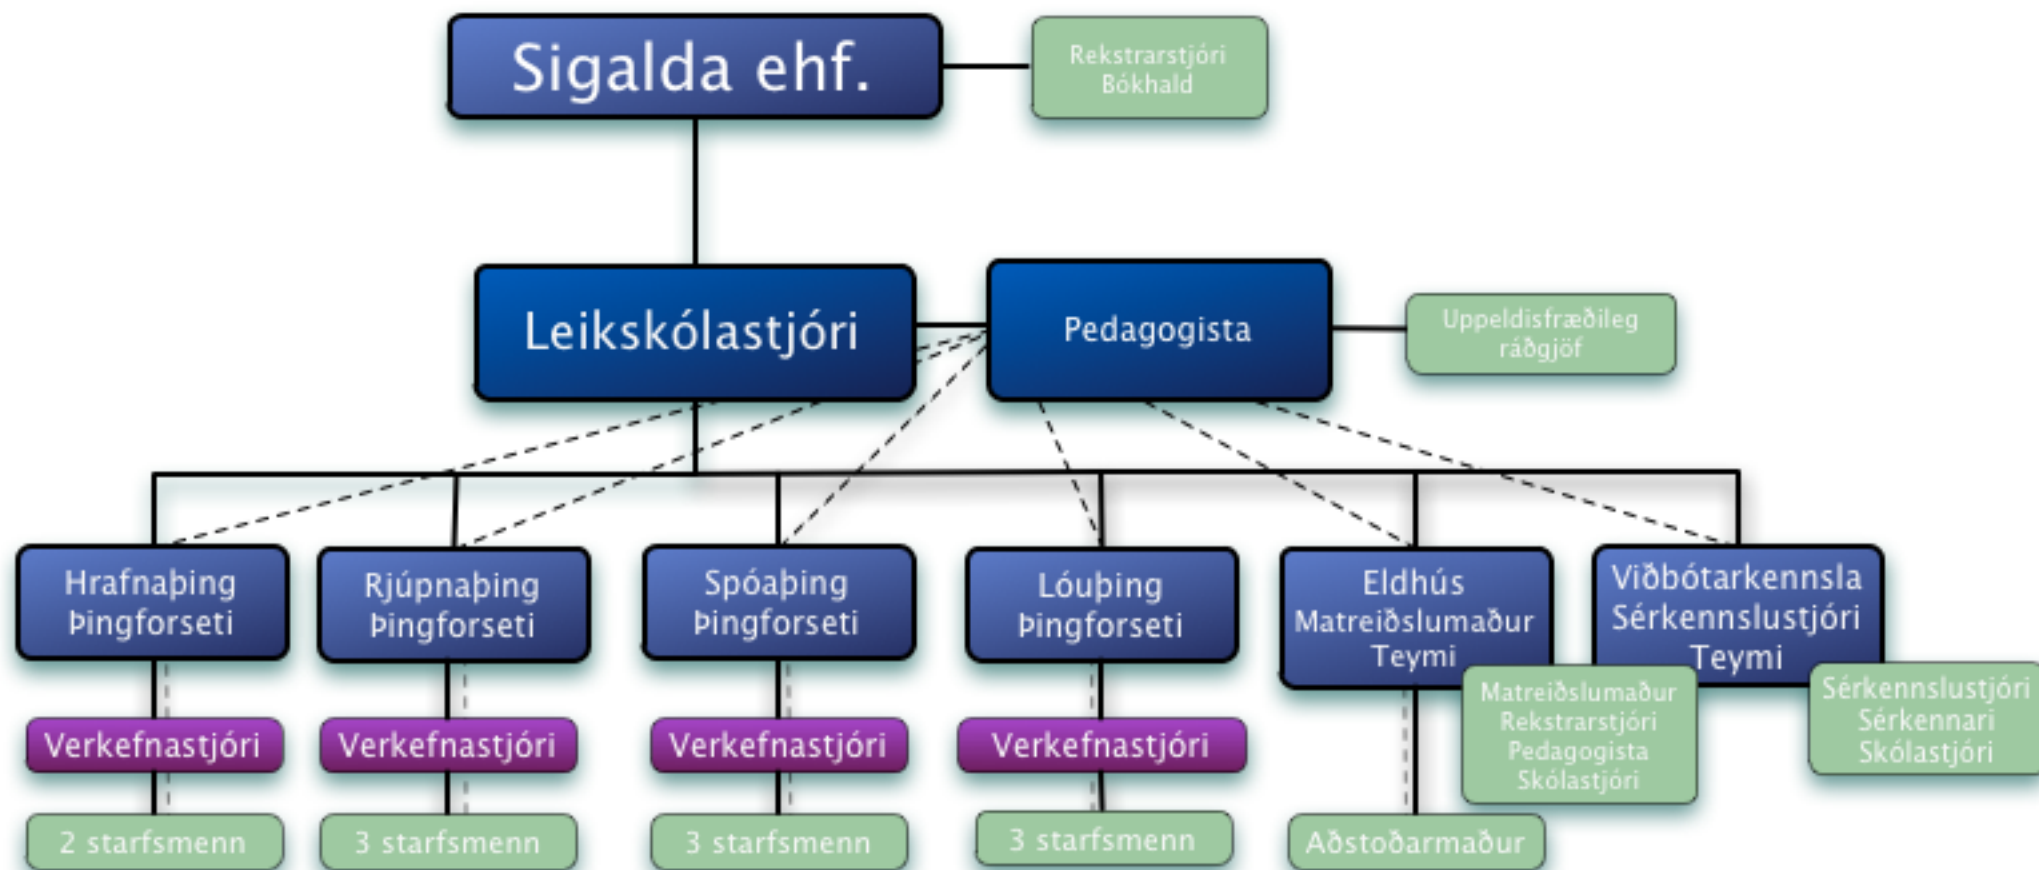 Sigalda ehf.
Rekstrarstjóri
Bókhald
Leikskólastjóri
Pedagogista
Uppeldisfræðileg
ráðgjöf
Hrafnaþing
Þingforseti
Rjúpnaþing
Þingforseti
Spóaþing
Þingforseti
Lóuþing
Þingforseti
Eldhús
Matreiðslumaður
Teymi
Viðbótarkennsla
Sérkennslustjóri
Teymi
Matreiðslumaður
Rekstrarstjóri
Pedagogista
Skólastjóri
Sérkennslustjóri
Sérkennari
Skólastjóri
Verkefnastjóri
Verkefnastjóri
Verkefnastjóri
Verkefnastjóri
2 starfsmenn
3 starfsmenn
3 starfsmenn
3 starfsmenn
Aðstoðarmaður